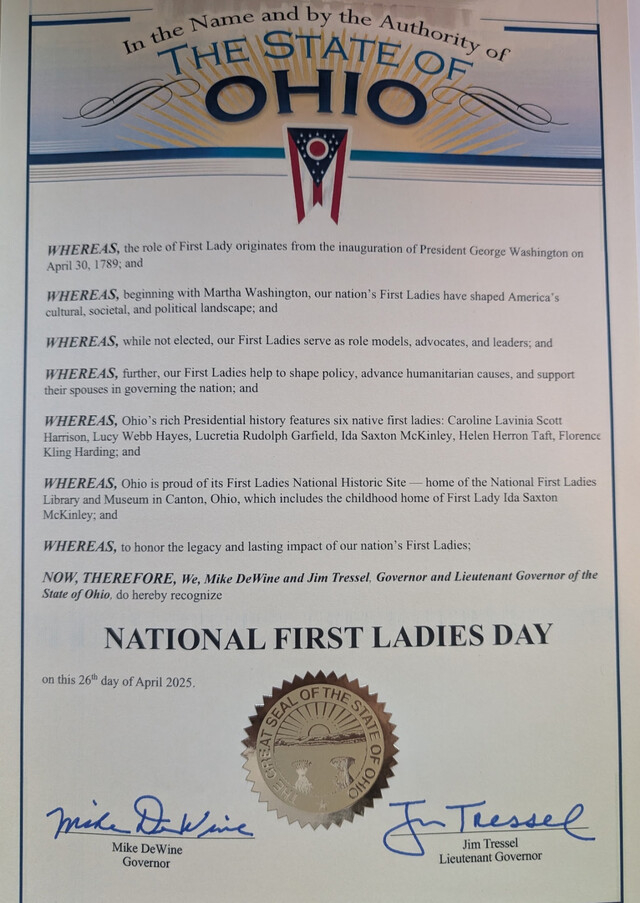 In the Name and by the Authority of
THE STATE OF
OHIO
WHEREAS, the role of First Lady originates from the inauguration of President George Washington on
April 30, 1789; and
WHEREAS, beginning with Martha Washington, our nation's First Ladies have shaped America's
cultural, societal, and political landscape; and
WHEREAS, while not elected, our First Ladies serve as role models, advocates, and leaders; and
WHEREAS, further, our First Ladies help to shape policy, advance humanitarian causes, and support
their spouses in governing the nation; and
WHEREAS, Ohio's rich Presidential history features six native first ladies: Caroline Lavinia Scott
Harrison, Lucy Webb Hayes, Lucretia Rudolph Garfield, Ida Saxton McKinley, Helen Herron Taft, Florence
Kling Harding; and
WHEREAS, Ohio is proud of its First Ladies National Historic Site — home of the National First Ladies
Library and Museum in Canton, Ohio, which includes the childhood home of First Lady Ida Saxton
McKinley; and
WHEREAS, to honor the legacy and lasting impact of our nation's First Ladies;
NOW, THEREFORE, We, Mike DeWine and Jim Tressel, Governor and Lieutenant Governor of the
State of Ohio, do hereby recognize
NATIONAL FIRST LADIES DAY
on this 26th day of April 2025.
THE GREAT SEAL OF THE STATE OF OHIO
Mike DeWine
Mike DeWine
Governor
Jim Tressel
Jim Tressel
Lieutenant Governor